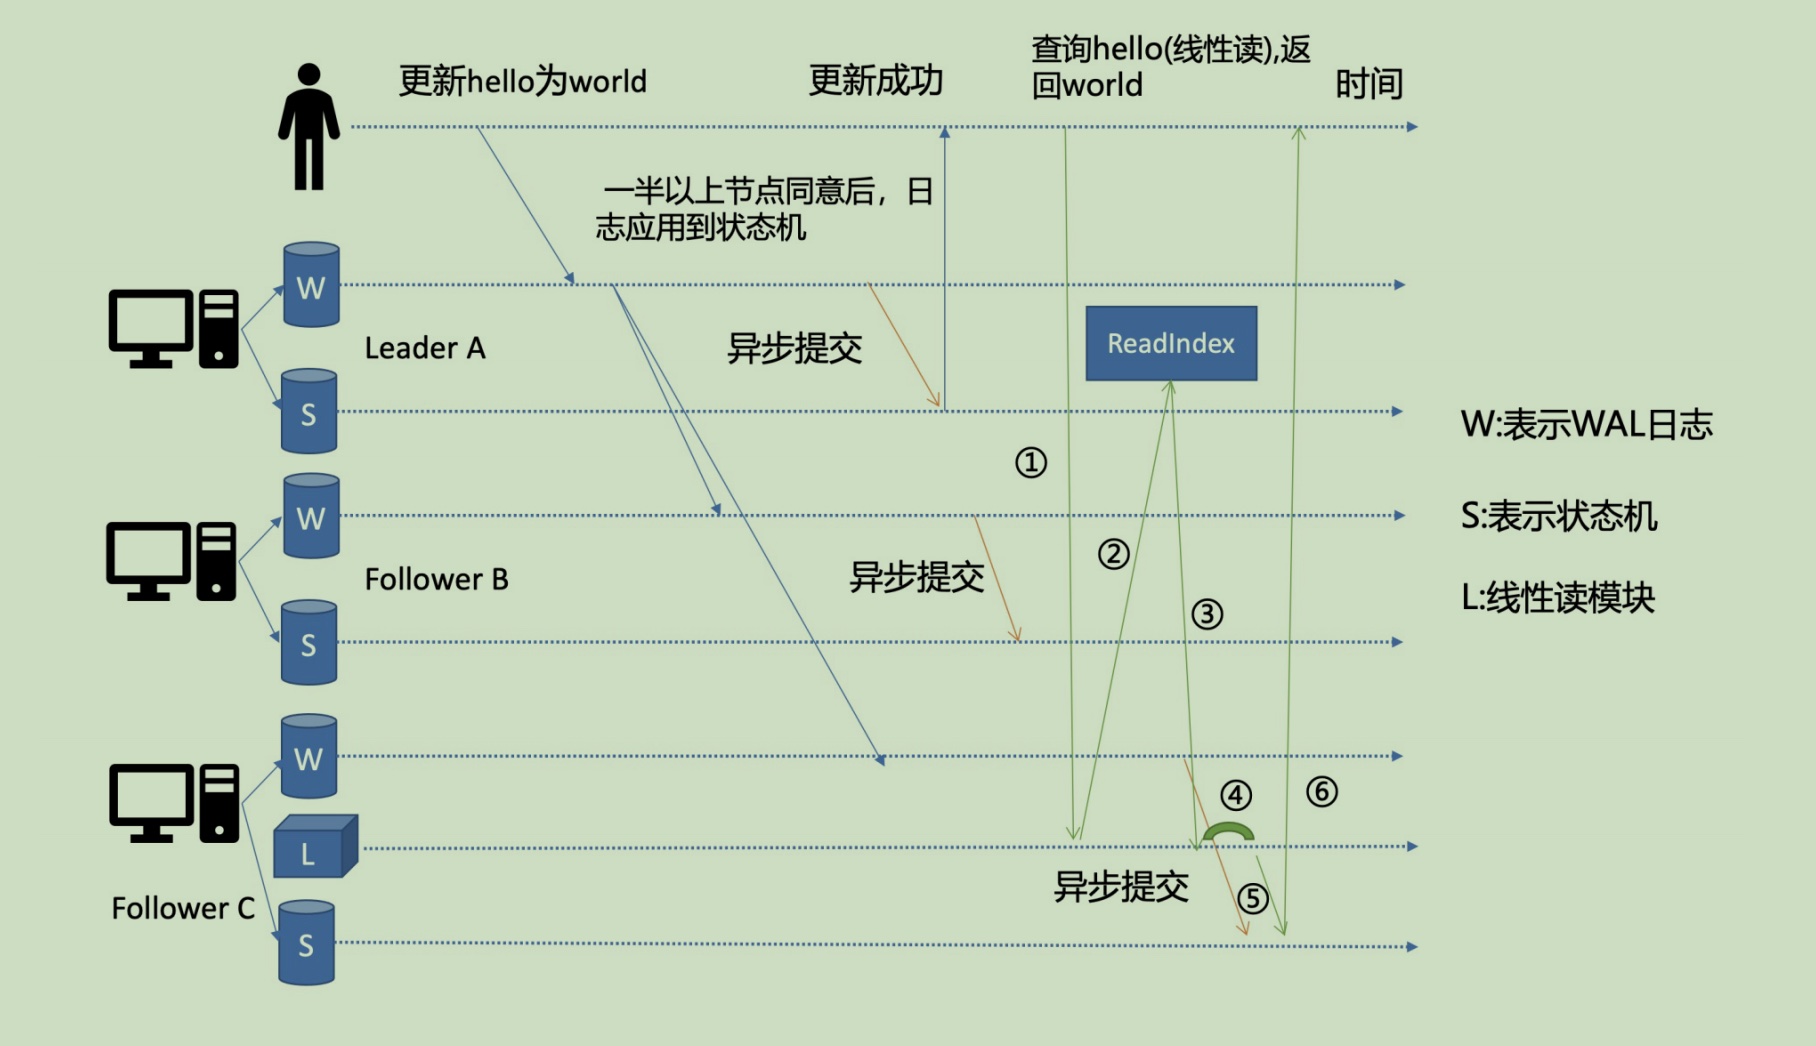 更新hello为world
更新成功
查询hello(线性读),返
回world
时间
一半以上节点同意后，日
志应用到状态机
W
Leader A
异步提交
ReadIndex
S
W:表示WAL日志
①
W
S:表示状态机
②
Follower B
异步提交
L:线性读模块
③
S
W
④
⑥
L
异步提交
⑤
Follower C
S